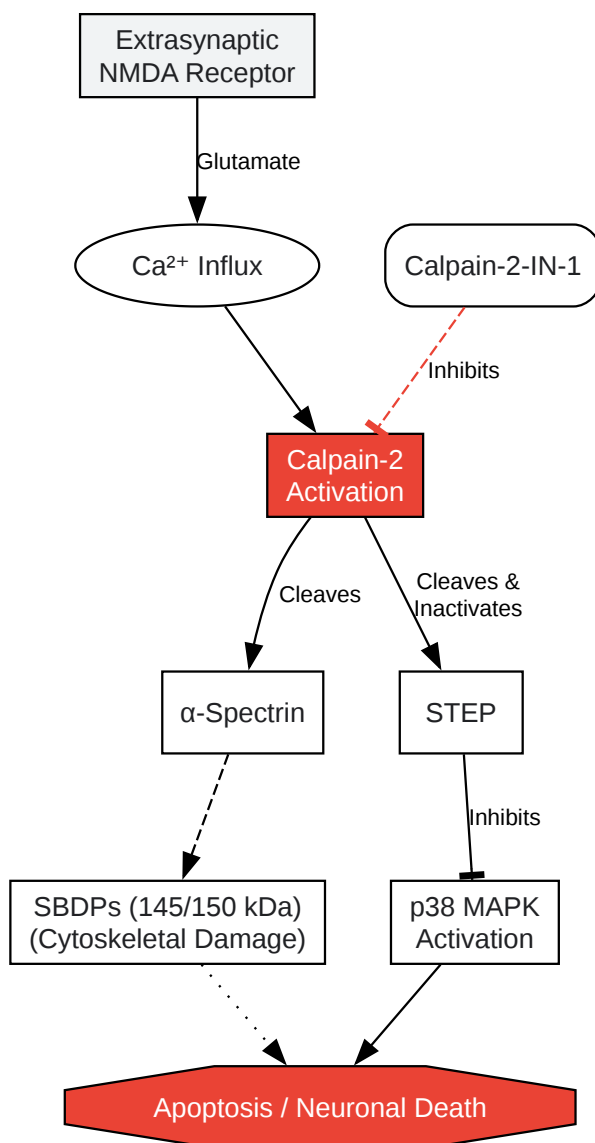 Extrasynaptic
NMDA Receptor
Glutamate
Ca²⁺ Influx
Calpain-2-IN-1
Inhibits
Calpain-2
Activation
Cleaves
Cleaves &
Inactivates
α-Spectrin
STEP
Inhibits
SBDPs (145/150 kDa)
(Cytoskeletal Damage)
p38 MAPK
Activation
Apoptosis / Neuronal Death